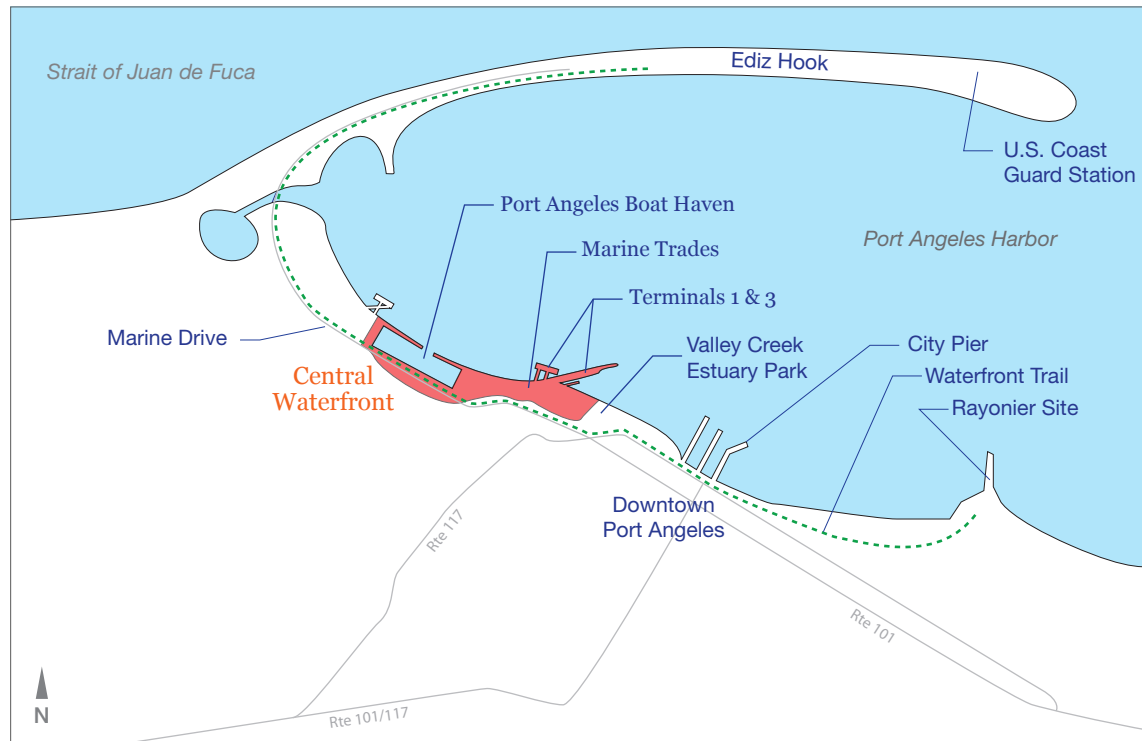 Ediz Hook
Strait of Juan de Fuca
U.S. Coast
Guard Station
Port Angeles Boat Haven
Port Angeles Harbor
Marine Trades
Terminals 1 & 3
Marine Drive
Valley Creek
Estuary Park
City Pier
Central
Waterfront
Waterfront Trail
Rayonier Site
Downtown
Port Angeles
Rte 117
Rte 101
N
Rte 101/117